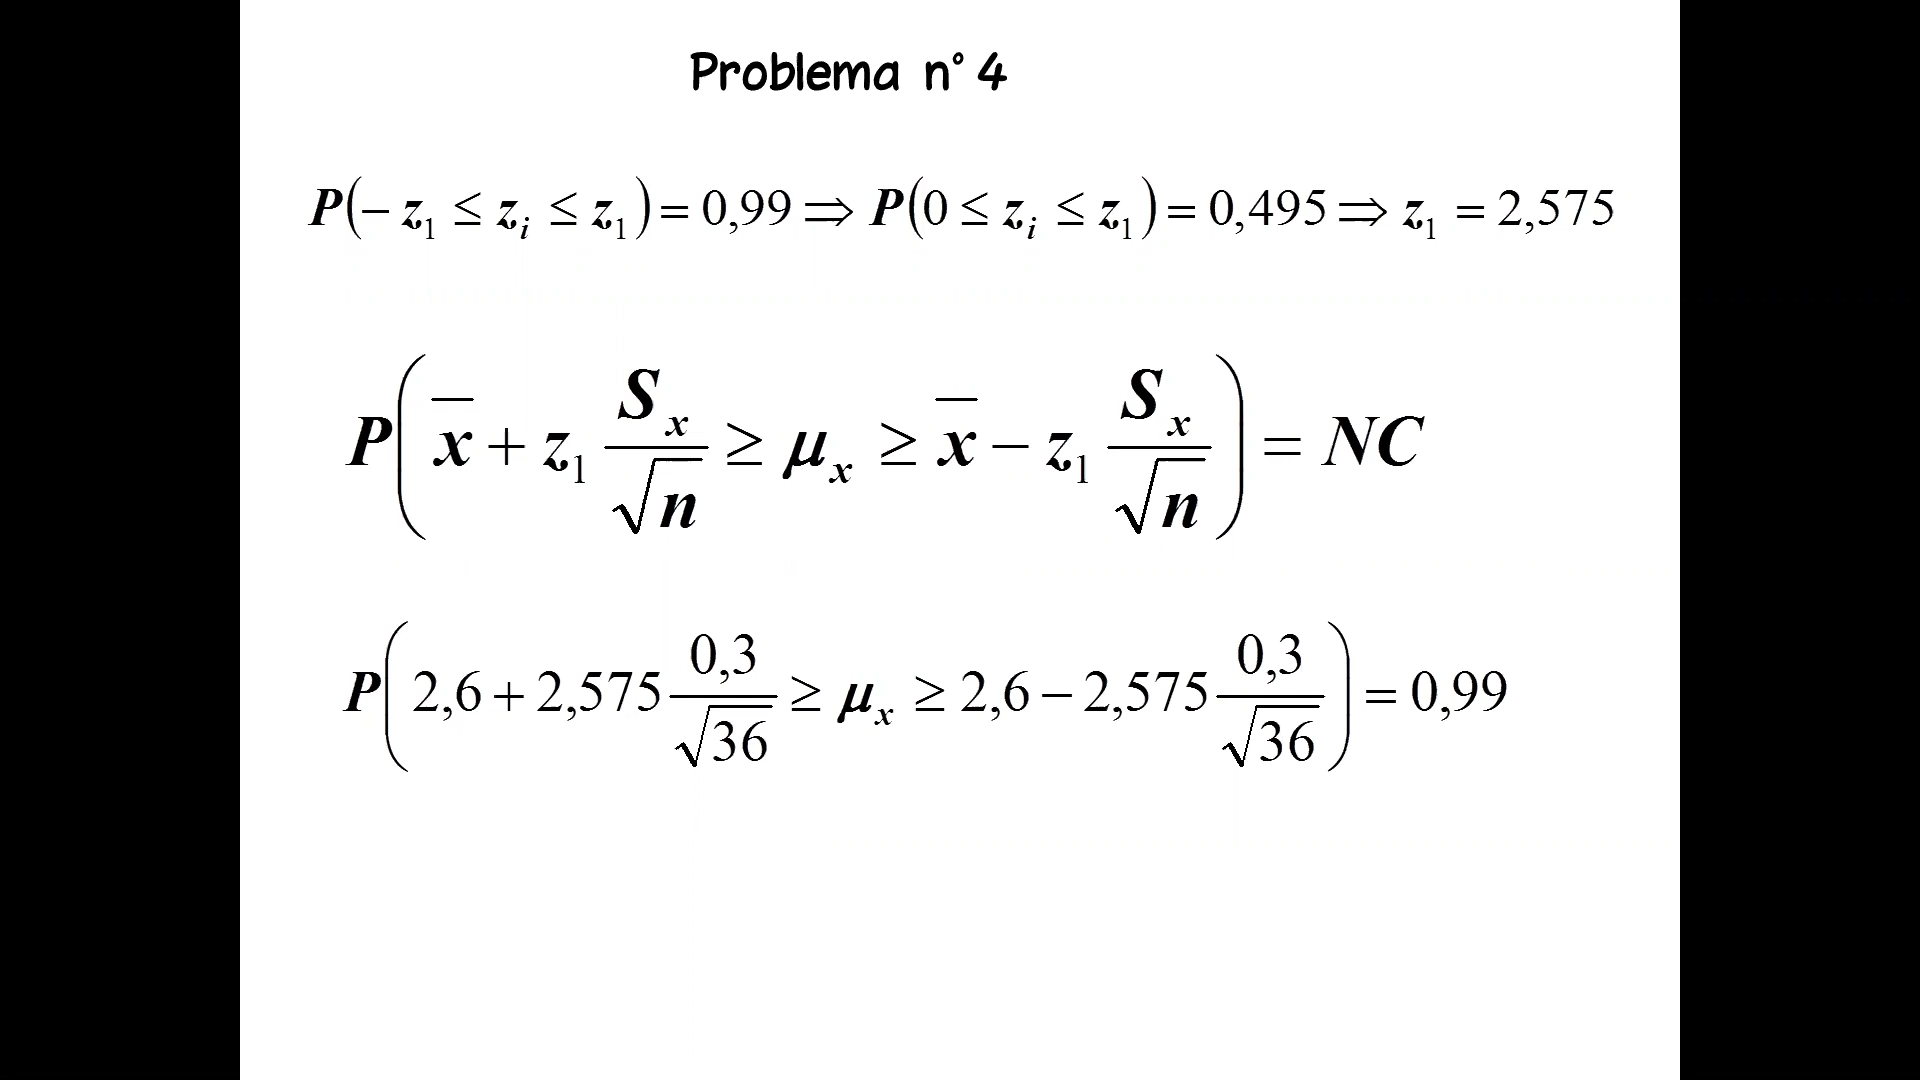 Problema n° 4
P(− z₁ ≤ zᵢ ≤ z₁) = 0,99 ⇒ P(0 ≤ zᵢ ≤ z₁) = 0,495 ⇒ z₁ = 2,575
P(x̅ + z₁ Sₓ/√n ≥ μₓ ≥ x̅ − z₁ Sₓ/√n) = NC
P(2,6 + 2,575 0,3/√36 ≥ μₓ ≥ 2,6 − 2,575 0,3/√36) = 0,99